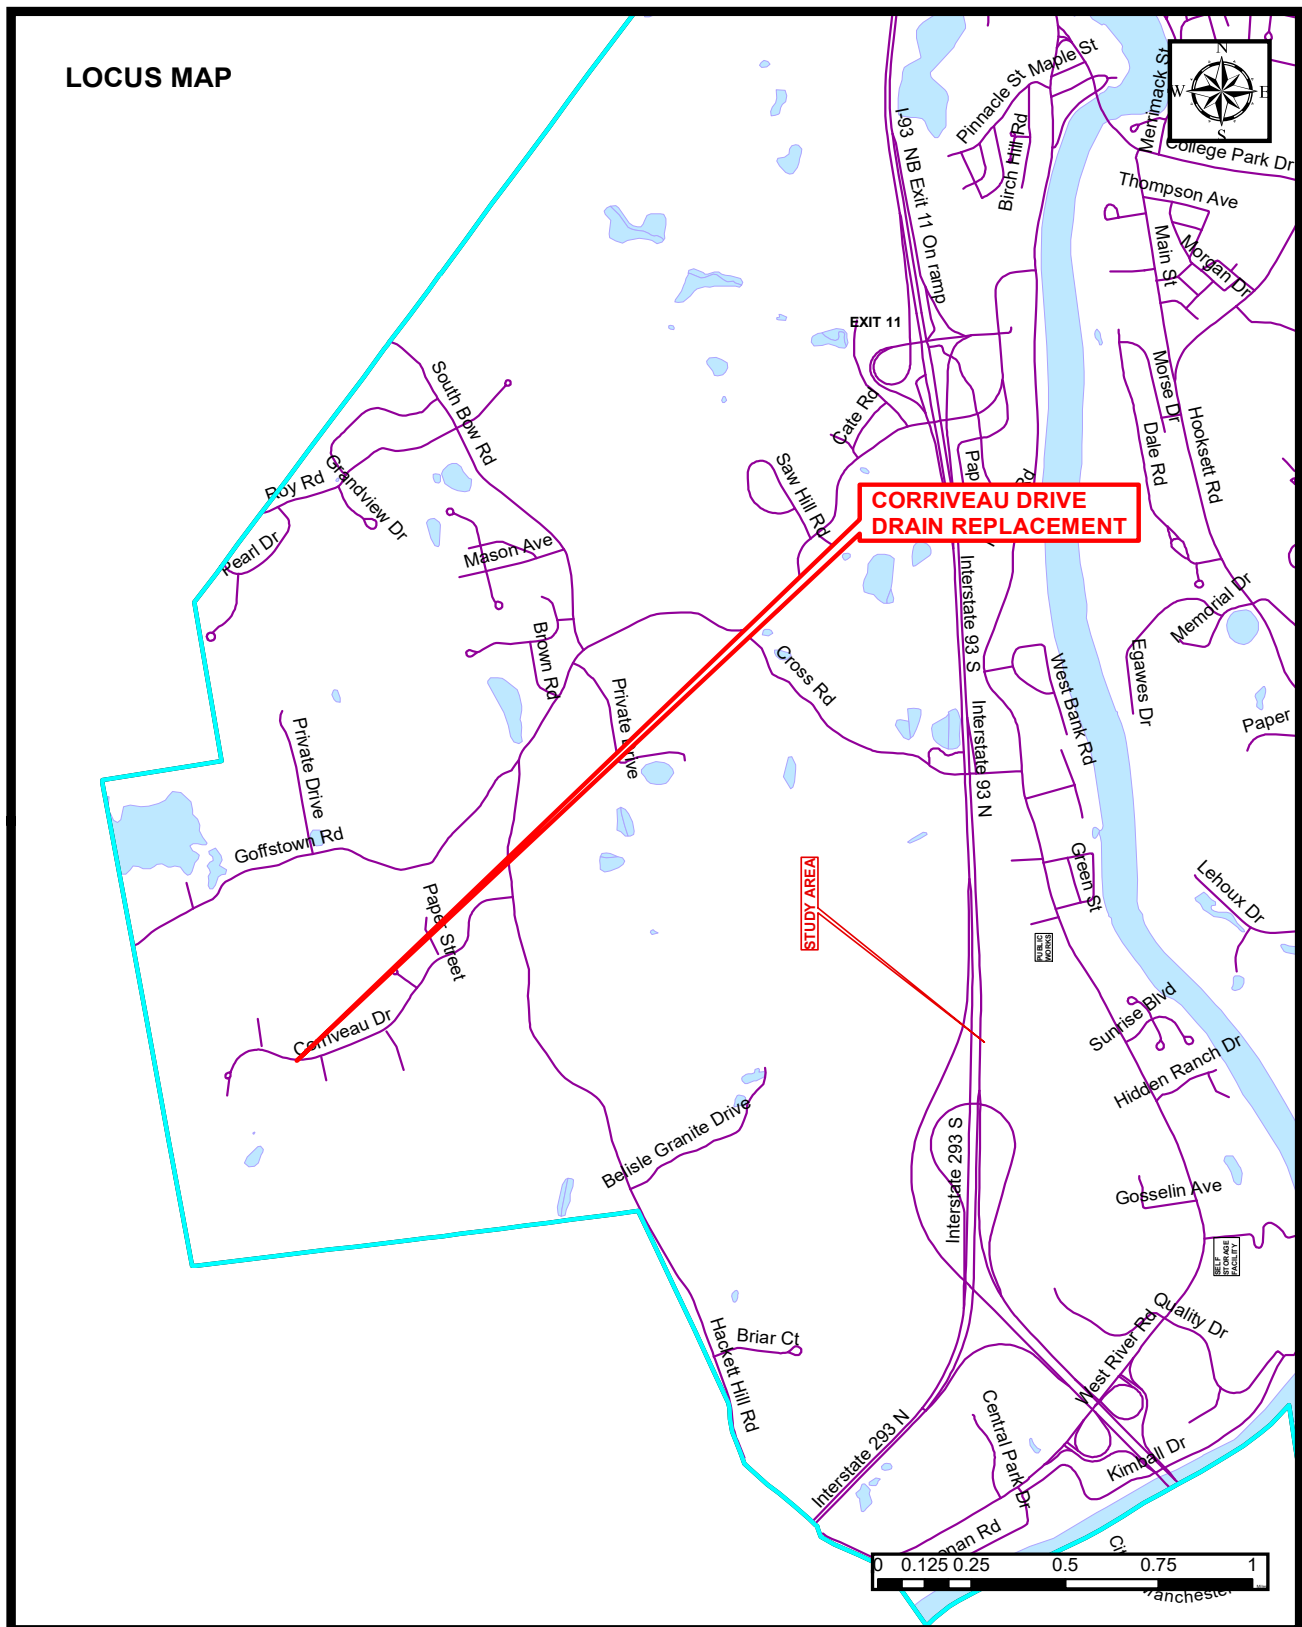 LOCUS MAP
N
W
E
S
Pinnacle St
Maple St
Birch Hill Rd
Merrimack St
College Park Dr
Thompson Ave
Main St
Morgan Dr
I-93 NB Exit 11 On ramp
EXIT 11
Cate Rd
Saw Hill Rd
Morse Dr
Dale Rd
Hooksett Rd
South Bow Rd
Grandview Dr
Roy Rd
Pearl Dr
Mason Ave
Brown Rd
CORRIVEAU DRIVE
DRAIN REPLACEMENT
Pap
Rd
Interstate 93 S
Memorial Dr
Egawes Dr
Paper
Cross Rd
West Bank Rd
Private Drive
Private Drive
Interstate 93 N
Goffstown Rd
Paper Street
STUDY AREA
Green St
Lehoux Dr
PUBLIC
WORKS
Corriveau Dr
Sunrise Blvd
Hidden Ranch Dr
Belisle Granite Drive
Interstate 293 S
Gosselin Ave
SELF
STORAGE
FACILITY
Quality Dr
West River Rd
Briar Ct
Hackett Hill Rd
Interstate 293 N
Central Park Dr
Kimball Dr
onan Rd
0 0.125 0.25 0.5 0.75 1